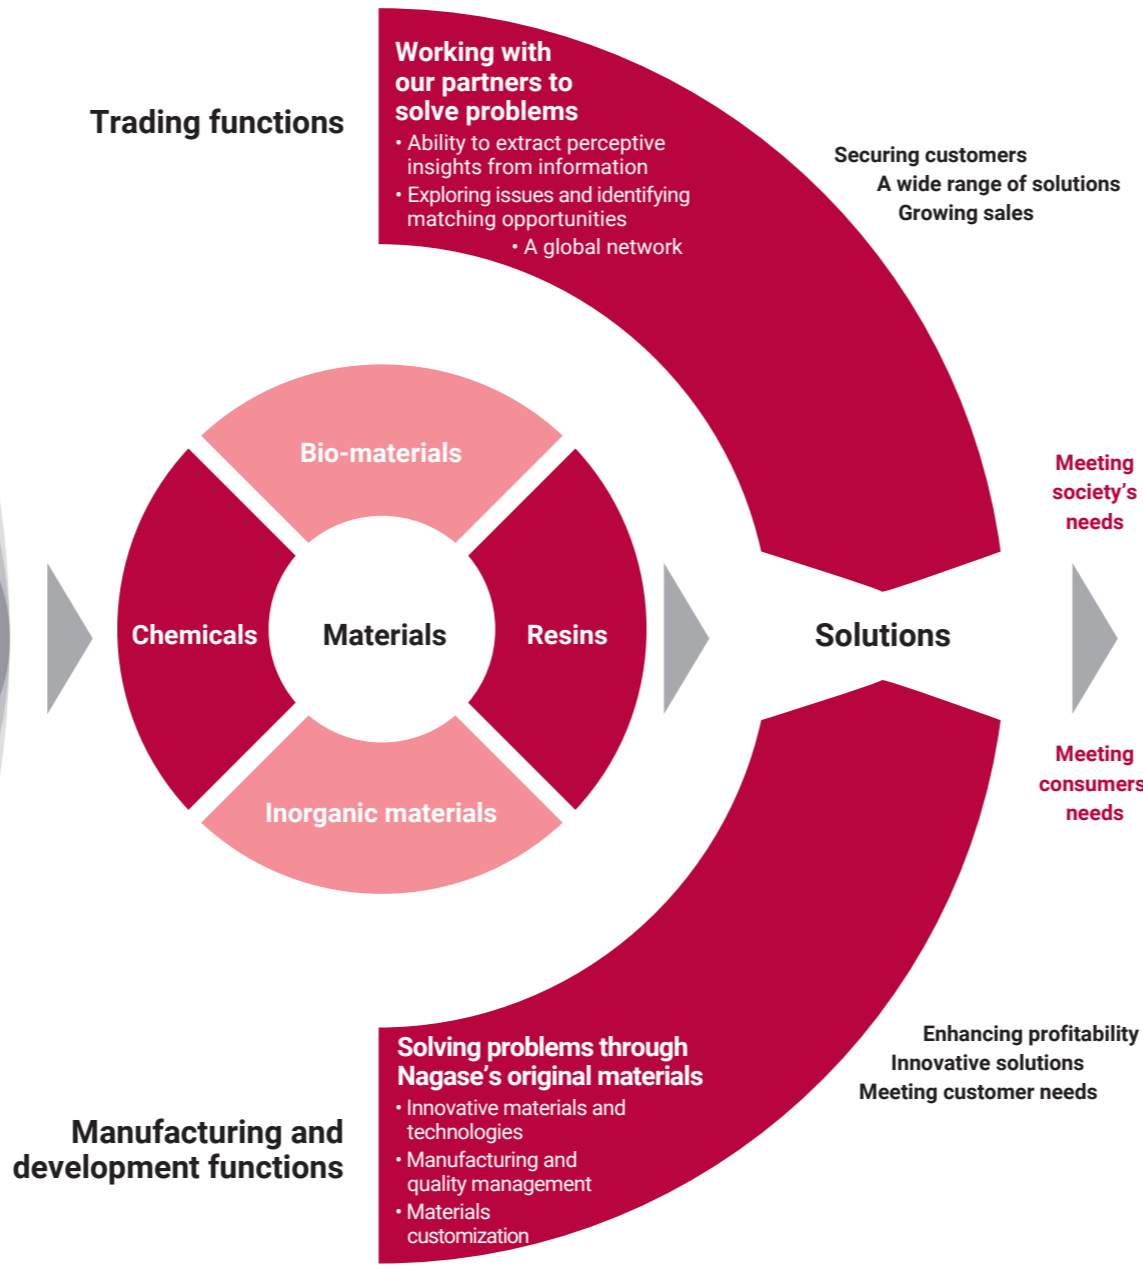 Trading functions
Working with
our partners to
solve problems
• Ability to extract perceptive
insights from information
• Exploring issues and identifying
matching opportunities
• A global network
Securing customers
A wide range of solutions
Growing sales
Bio-materials
Chemicals
Materials
Resins
Inorganic materials
Solutions
Meeting
society's
needs
Meeting
consumers
needs
Manufacturing and
development functions
Solving problems through
Nagase's original materials
• Innovative materials and
technologies
• Manufacturing and
quality management
• Materials
customization
Enhancing profitability
Innovative solutions
Meeting customer needs